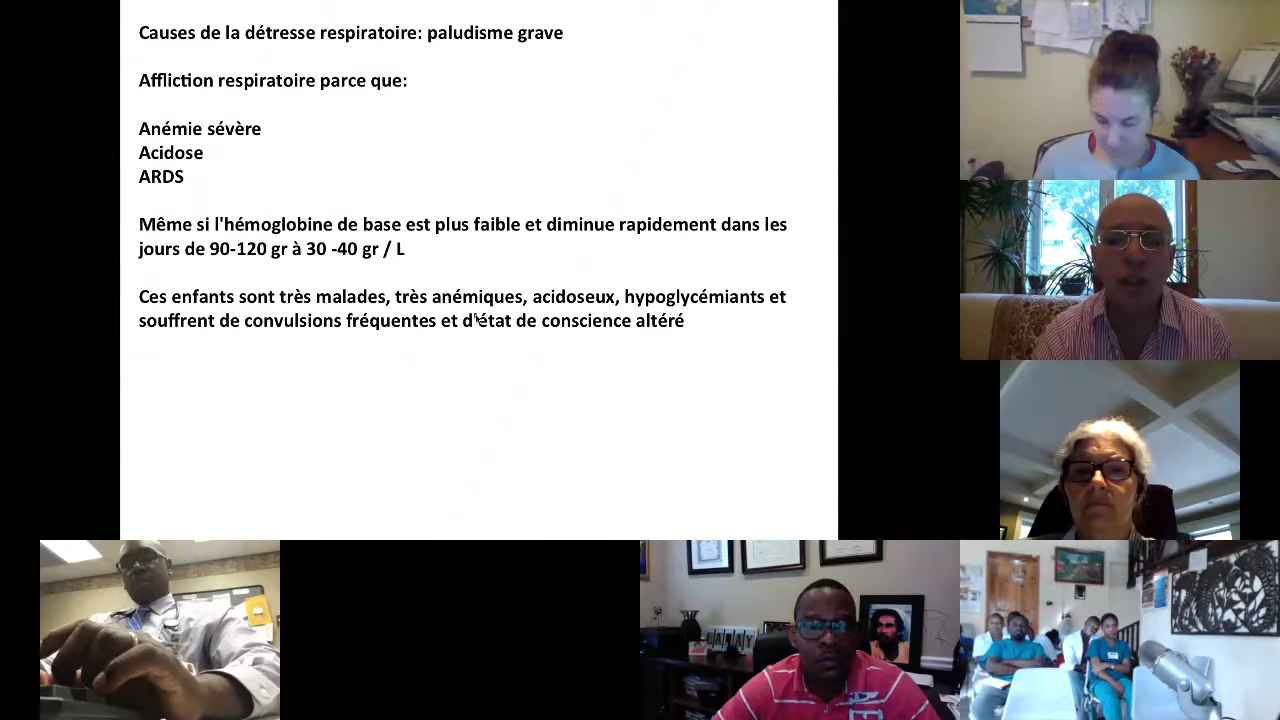 Causes de la détresse respiratoire: paludisme grave
Affliction respiratoire parce que:
Anémie sévère
Acidose
ARDS
Même si l'hémoglobine de base est plus faible et diminue rapidement dans les
jours de 90-120 gr à 30 -40 gr / L
Ces enfants sont très malades, très anémiques, acidoseux, hypoglycémiants et
souffrent de convulsions fréquentes et d'état de conscience altéré